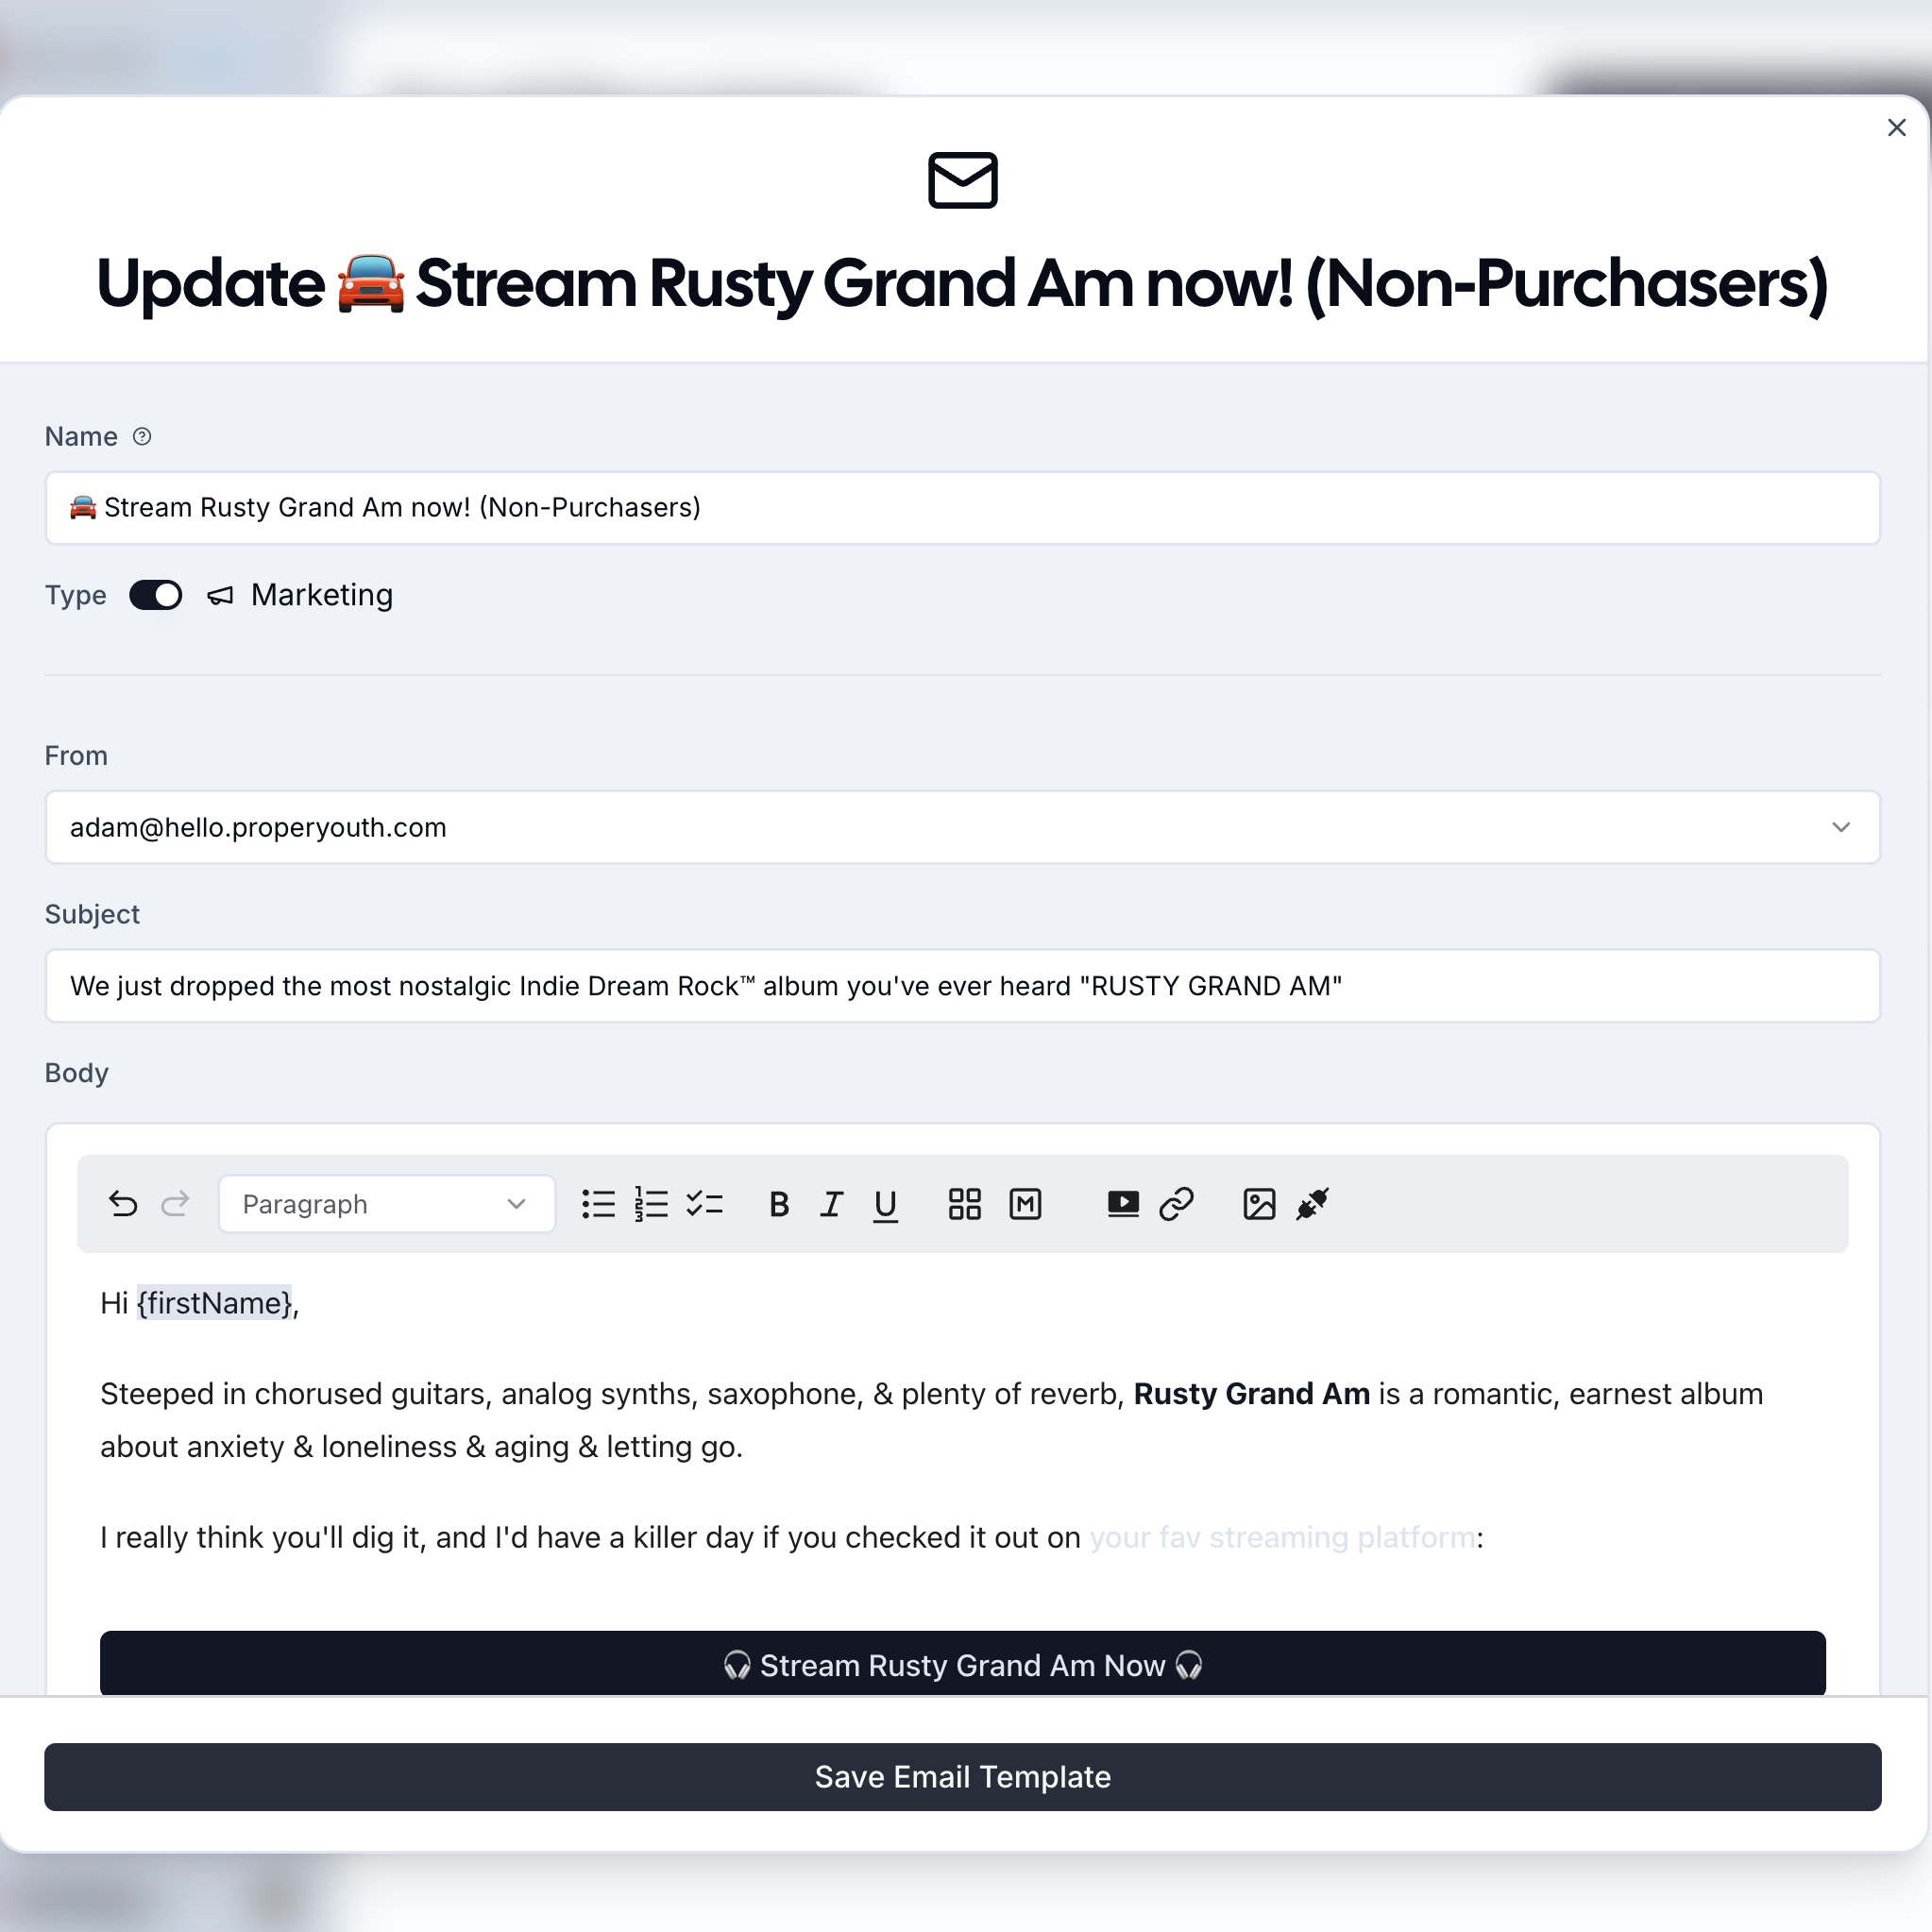 Update 🚘 Stream Rusty Grand Am now! (Non-Purchasers)
Name
🚘 Stream Rusty Grand Am now! (Non-Purchasers)
Type Marketing
From
adam@hello.properyouth.com
Subject
We just dropped the most nostalgic Indie Dream Rock™ album you've ever heard "RUSTY GRAND AM"
Body
Paragraph
Hi {firstName},
Steeped in chorused guitars, analog synths, saxophone, & plenty of reverb, Rusty Grand Am is a romantic, earnest album
about anxiety & loneliness & aging & letting go.
I really think you'll dig it, and I'd have a killer day if you checked it out on your fav streaming platform:
🎧 Stream Rusty Grand Am Now 🎧
Save Email Template